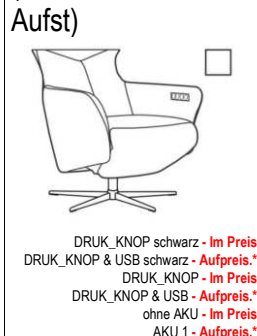 Aufst)
DRUK_KNOP schwarz - Im Preis
DRUK_KNOP & USB schwarz - Aufpreis.*
DRUK_KNOP - Im Preis
DRUK_KNOP & USB - Aufpreis.*
ohne AKU - Im Preis
AKU 1 - Aufpreis.*